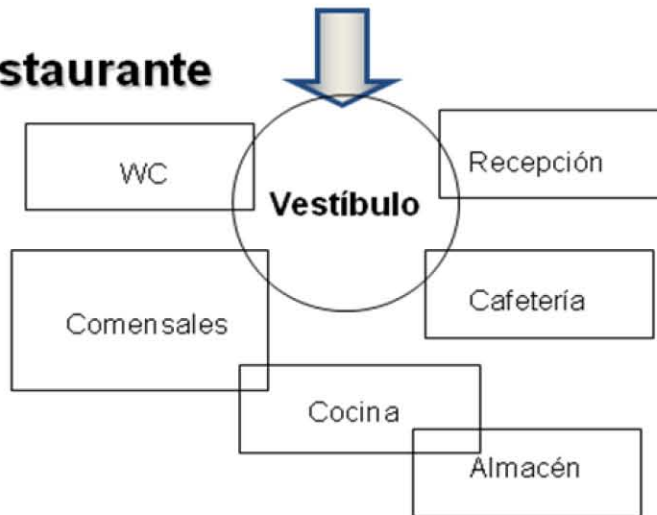 staurante
WC
Vestíbulo
Recepción
Comensales
Cafetería
Cocina
Almacén